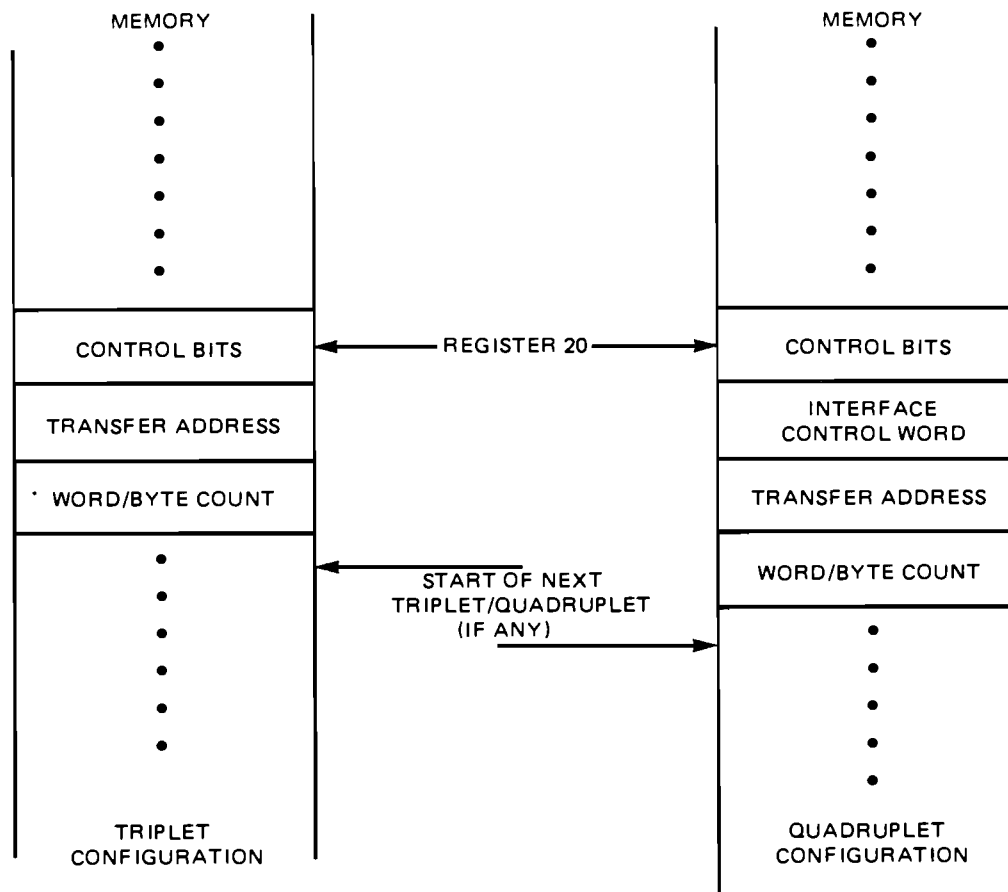 MEMORY
MEMORY
CONTROL BITS
REGISTER 20
CONTROL BITS
TRANSFER ADDRESS
INTERFACE
CONTROL WORD
WORD/BYTE COUNT
TRANSFER ADDRESS
START OF NEXT
TRIPLET/QUADRUPLET
(IF ANY)
WORD/BYTE COUNT
TRIPLET
CONFIGURATION
QUADRUPLET
CONFIGURATION